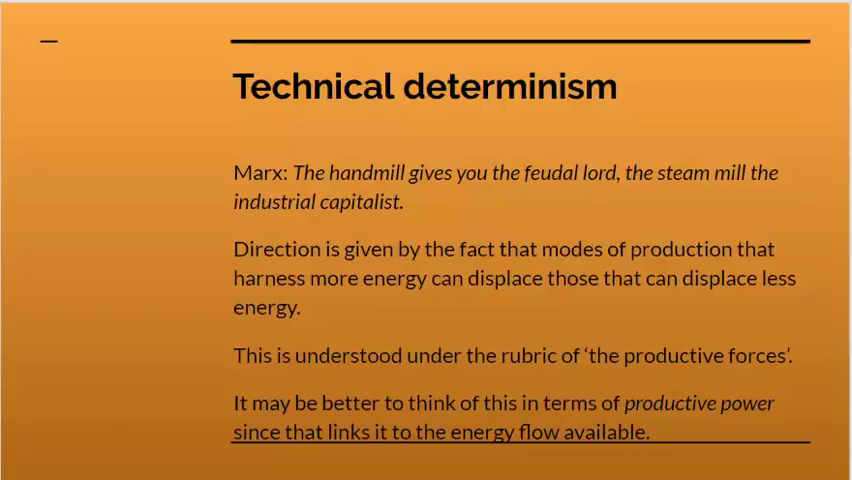 Technical determinism
Marx: The handmill gives you the feudal lord, the steam mill the
industrial capitalist.
Direction is given by the fact that modes of production that
harness more energy can displace those that can displace less
energy.
This is understood under the rubric of ‘the productive forces’.
It may be better to think of this in terms of productive power
since that links it to the energy flow available.